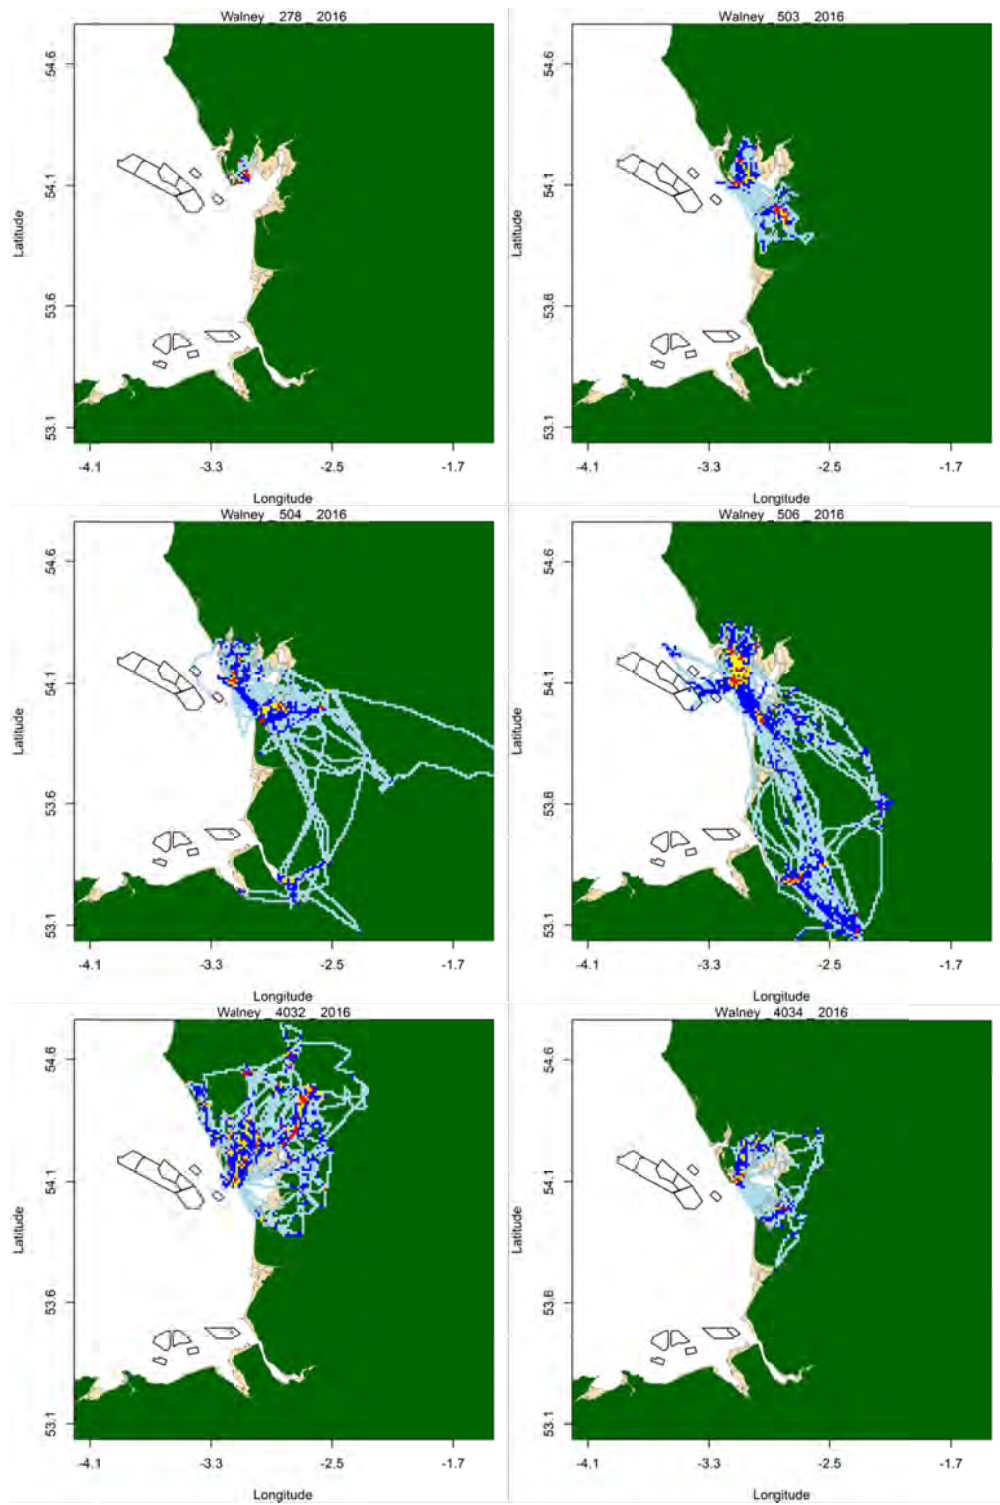 Walney _ 278 _ 2016
Latitude
54.6
54.1
53.6
53.1
-4.1 -3.3 -2.5 -1.7
Longitude
Walney _ 503 _ 2016
Latitude
54.6
54.1
53.6
53.1
-4.1 -3.3 -2.5 -1.7
Longitude
Walney _ 504 _ 2016
Latitude
54.6
54.1
53.6
53.1
-4.1 -3.3 -2.5 -1.7
Longitude
Walney _ 506 _ 2016
Latitude
54.6
54.1
53.6
53.1
-4.1 -3.3 -2.5 -1.7
Longitude
Walney _ 4032 _ 2016
Latitude
54.6
54.1
53.6
53.1
-4.1 -3.3 -2.5 -1.7
Longitude
Walney _ 4034 _ 2016
Latitude
54.6
54.1
53.6
53.1
-4.1 -3.3 -2.5 -1.7
Longitude